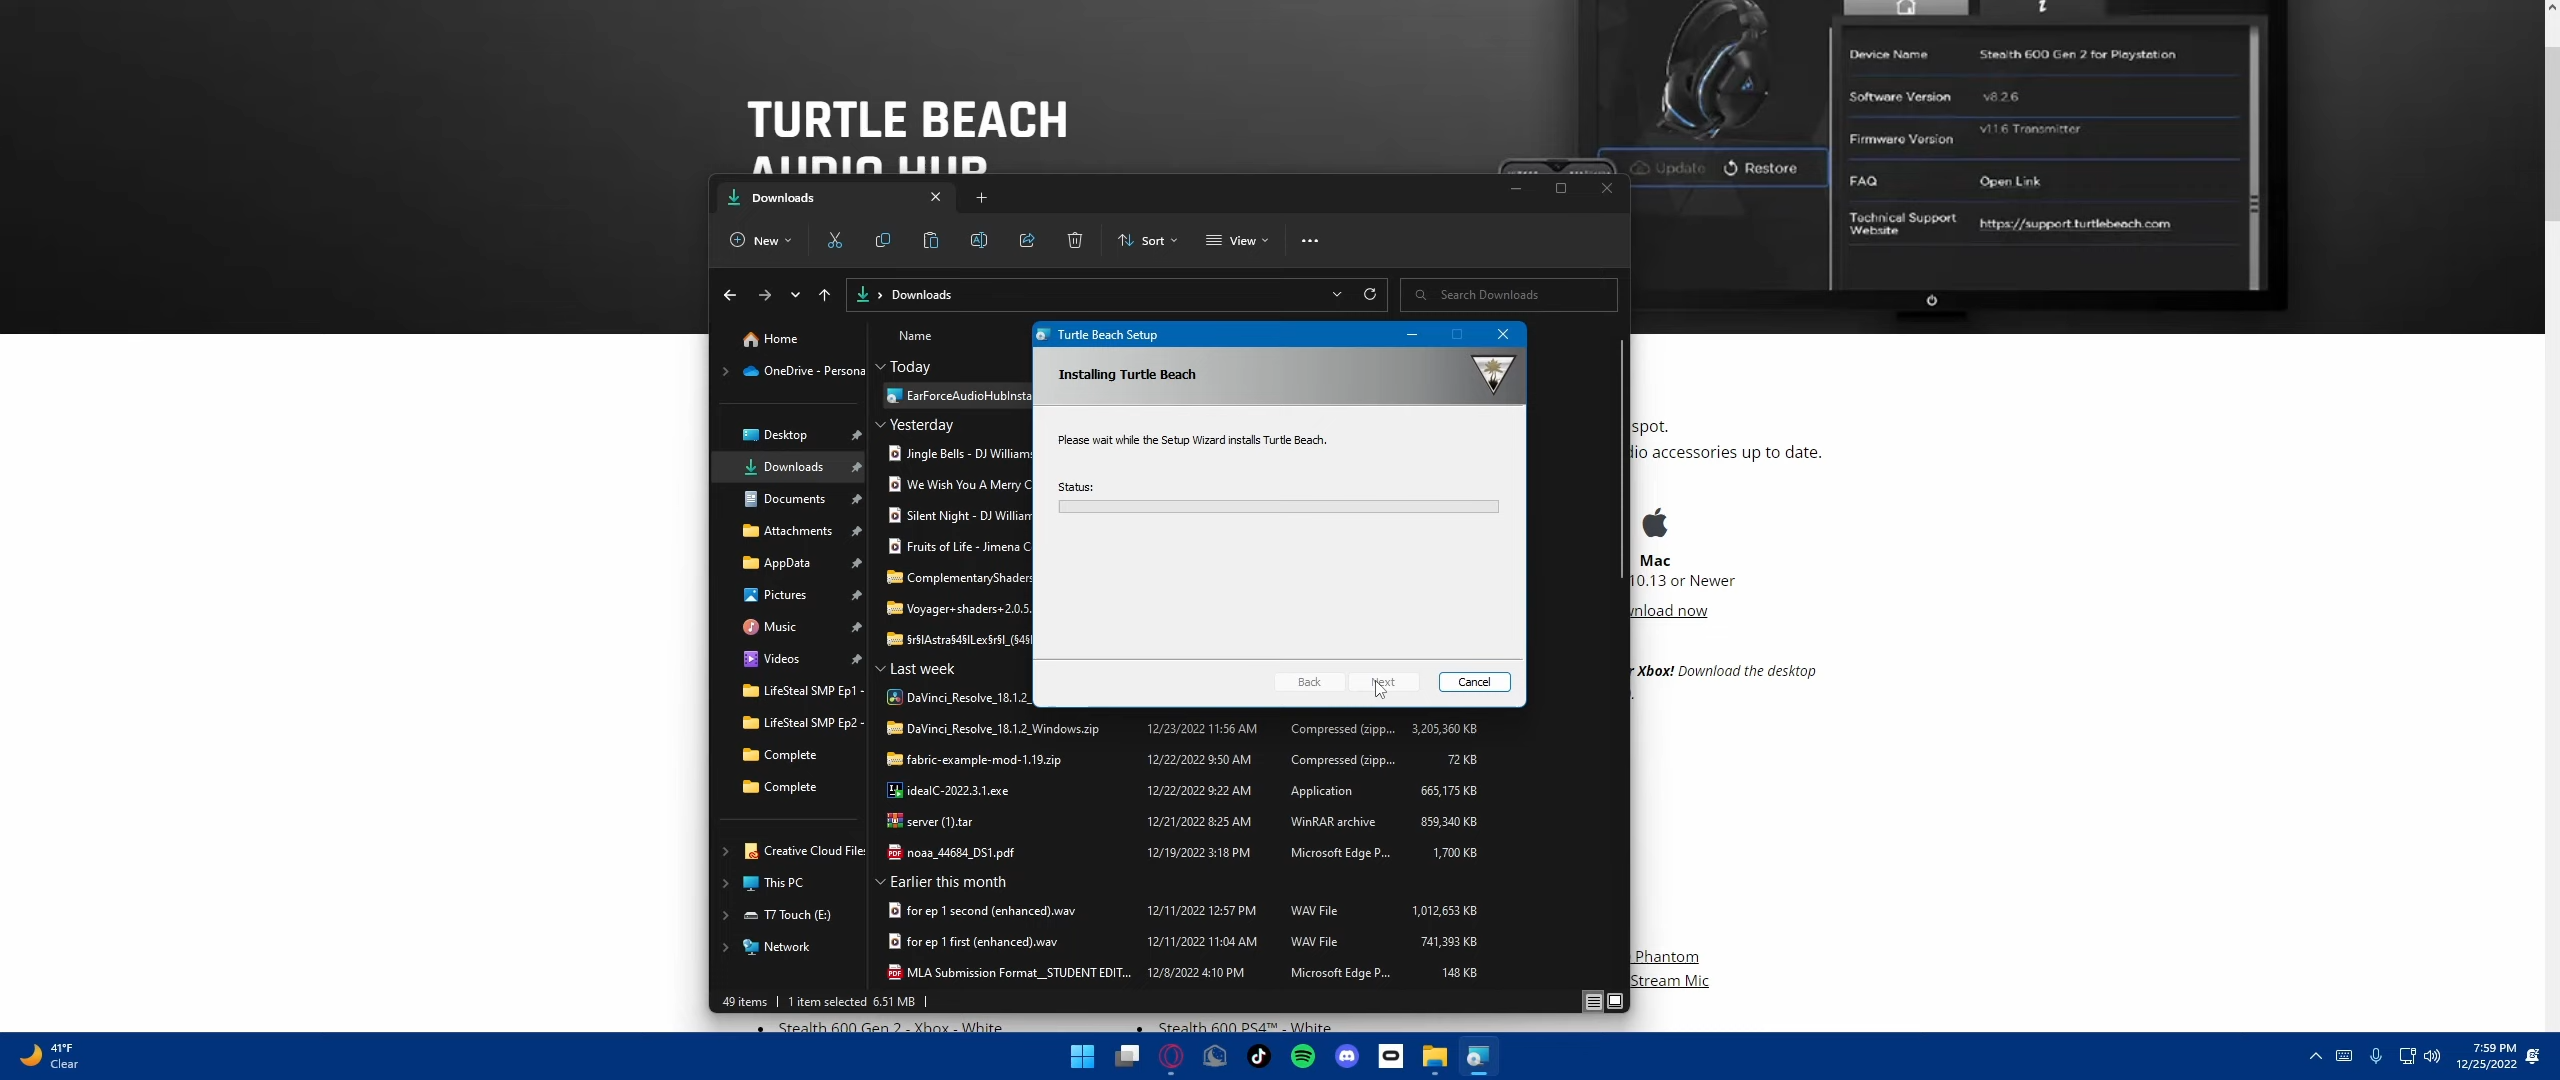 TURTLE BEACH
AUDIO HUB
Device Name
Stealth 600 Gen 2 for Playstation
Software Version
v8.2.6
Firmware Version
v1.1.6 Transmitter
FAQ
Open Link
Technical Support
Website
https://support.turtlebeach.com
Update
Restore
Downloads
New
Sort
View
Downloads
Search Downloads
Home
OneDrive - Persona
Desktop
Downloads
Documents
Attachments
AppData
Pictures
Music
Videos
LifeSteal SMP Ep1 -
LifeSteal SMP Ep2 -
Complete
Complete
Creative Cloud Files
This PC
T7 Touch (E:)
Network
Name
Today
EarForceAudioHubInsta
Yesterday
Jingle Bells - DJ Williams
We Wish You A Merry C
Silent Night - DJ William
Fruits of Life - Jimena C
ComplementaryShaders
Voyager+shaders+2.0.5.
Last week
DaVinci_Resolve_18.1.2_
DaVinci_Resolve_18.1.2_Windows.zip 12/23/2022 11:56 AM Compressed (zipp... 3,205,360 KB
fabric-example-mod-1.19.zip 12/22/2022 9:50 AM Compressed (zipp... 72 KB
ideaIC-2022.3.1.exe 12/22/2022 9:22 AM Application 665,175 KB
server (1).tar 12/21/2022 8:25 AM WinRAR archive 859,340 KB
noaa_44684_DS1.pdf 12/19/2022 3:18 PM Microsoft Edge P... 1,700 KB
Earlier this month
for ep 1 second (enhanced).wav 12/11/2022 12:57 PM WAV File 1,012,653 KB
for ep 1 first (enhanced).wav 12/11/2022 11:04 AM WAV File 741,393 KB
MLA Submission Format__STUDENT EDIT... 12/8/2022 4:10 PM Microsoft Edge P... 148 KB
49 items 1 item selected 6.51 MB
Turtle Beach Setup
Installing Turtle Beach
Please wait while the Setup Wizard installs Turtle Beach.
Status:
Back
Next
Cancel
spot.
dio accessories up to date.
Mac
10.13 or Newer
wnload now
r Xbox! Download the desktop
Phantom
Stream Mic
Stealth 600 Gen 2 - Xbox - White
Stealth 600 PS4™ - White
41°F
Clear
7:59 PM
12/25/2022